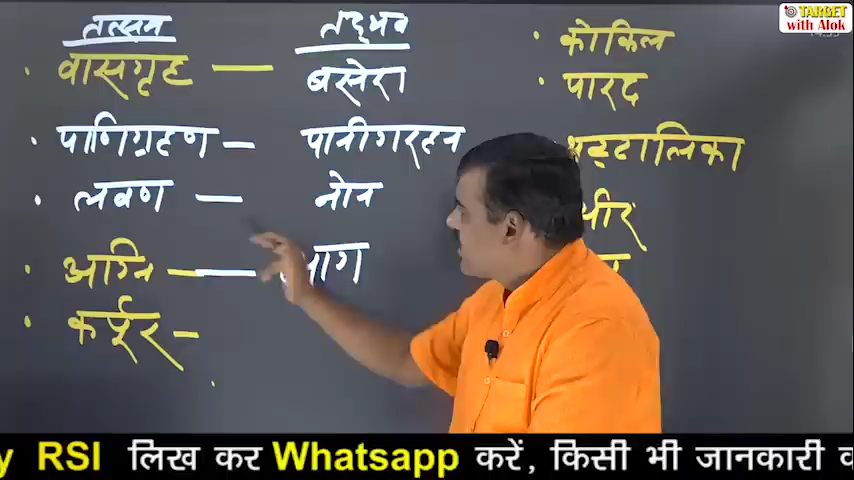 TARGET
with Alok
तत्सम तद्भव
• वासगृह — बसेरा
• पाणिग्रहण — पानीगरहन
• लवण — नोन
• अग्नि — आग
• कर्पूर —
• कोकिल
• पारद
अट्टालिका
y RSI लिख कर Whatsapp करें, किसी भी जानकारी